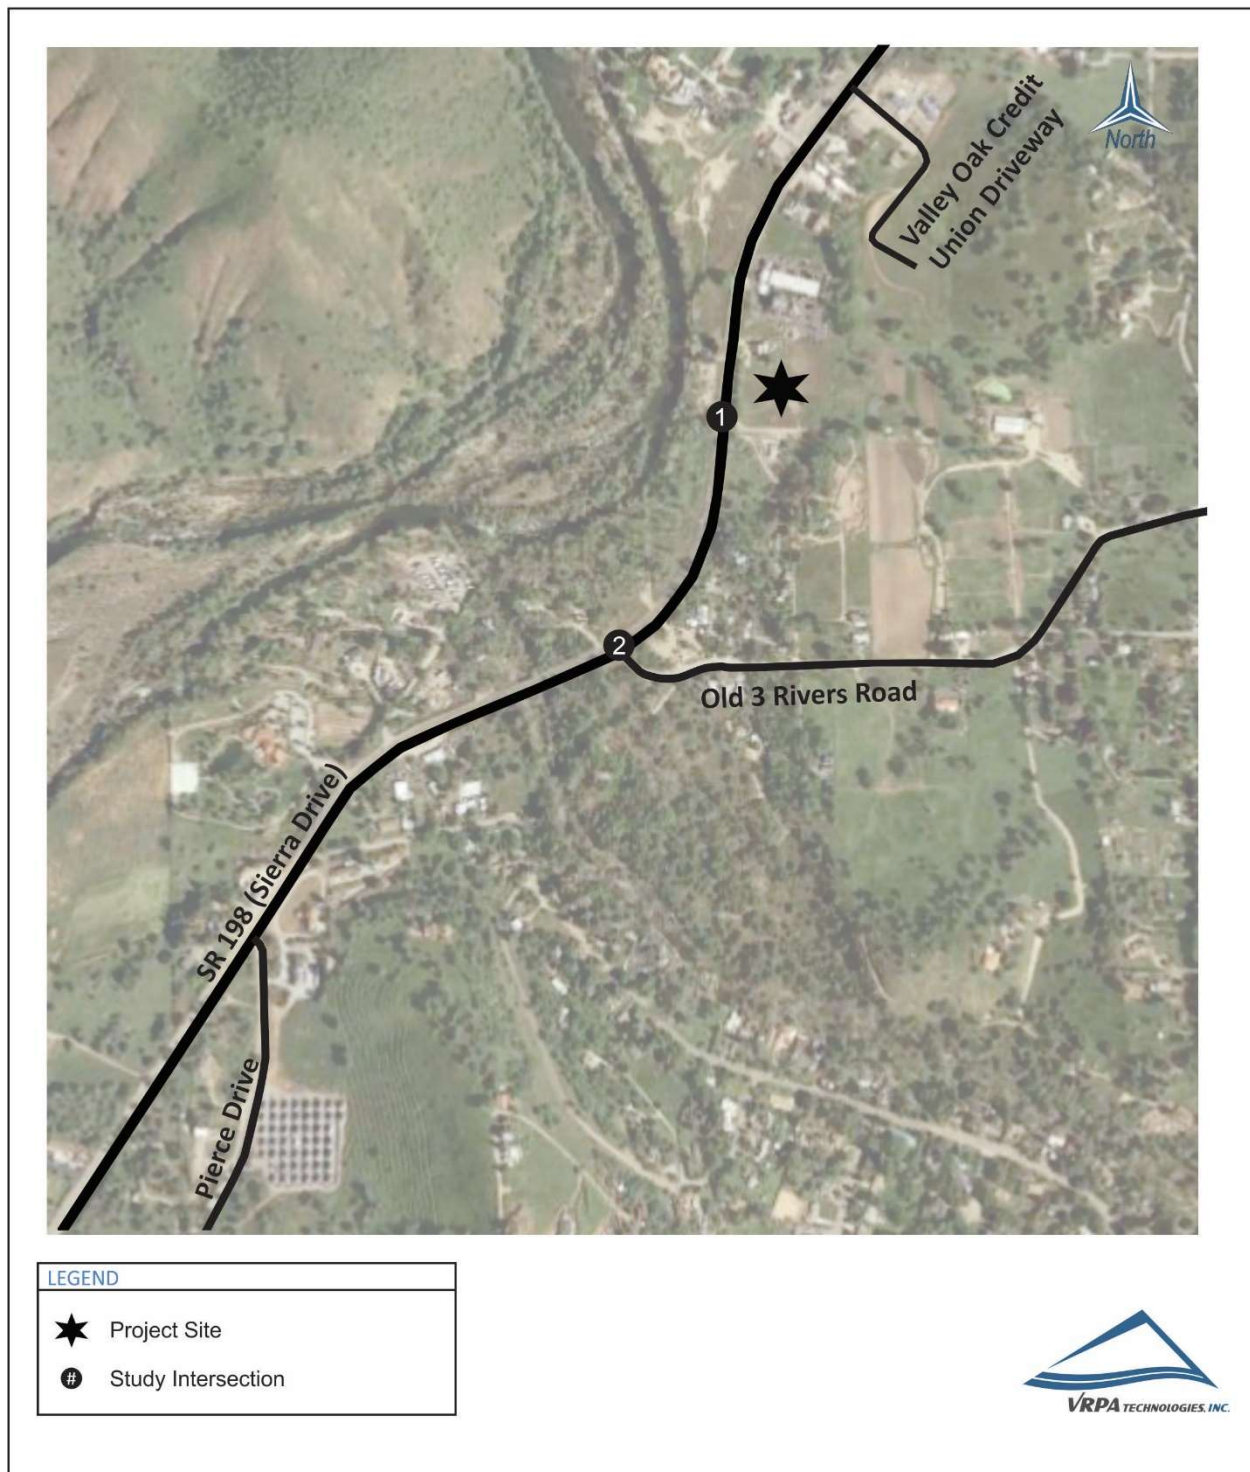 North
Valley Oak Credit
Union Driveway
1
2
Old 3 Rivers Road
SR 198 (Sierra Drive)
Pierce Drive
LEGEND
Project Site
# Study Intersection
VRPA TECHNOLOGIES, INC.